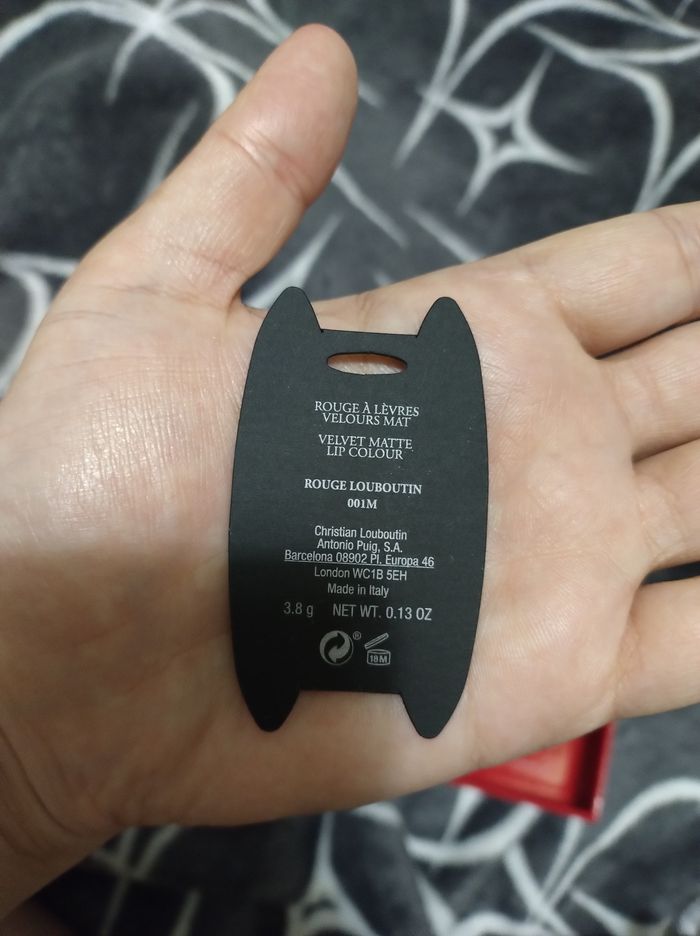 ROUGE À LÈVRES
VELOURS MAT
VELVET MATTE
LIP COLOUR
ROUGE LOUBOUTIN
001M
Christian Louboutin
Antonio Puig, S.A.
Barcelona 08902 Pl. Europa 46
London WC1B 5EH
Made in Italy
3.8 g NET WT. 0.13 OZ
®
18M